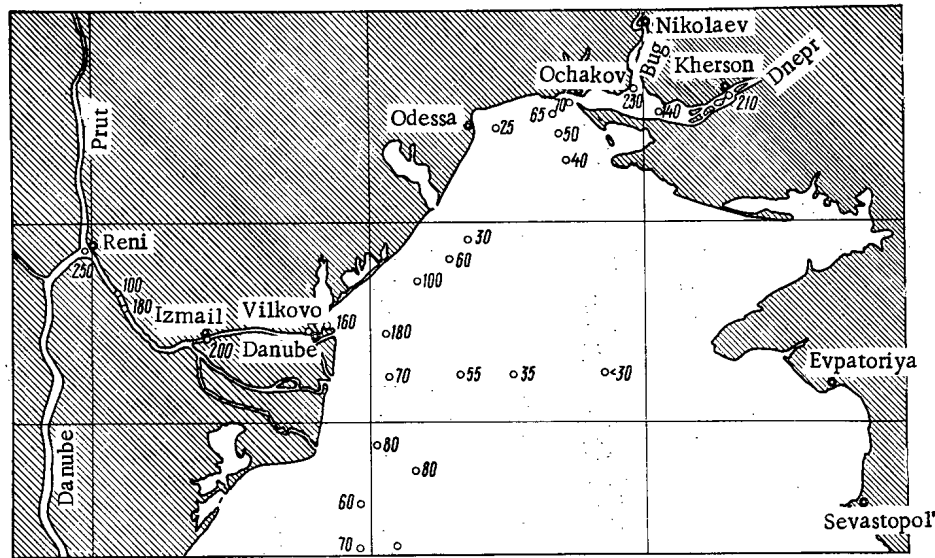 Nikolaev
Bug
Kherson
Dnepr
Ochakov
230
40
210
70
65
50
40
Odessa
25
Prut
Reni
250
100
180
30
60
100
Izmail
Vilkovo
160
200
Danube
180
70
55
35
<30
Evpatoriya
80
80
Danube
60
Sevastopol'
70